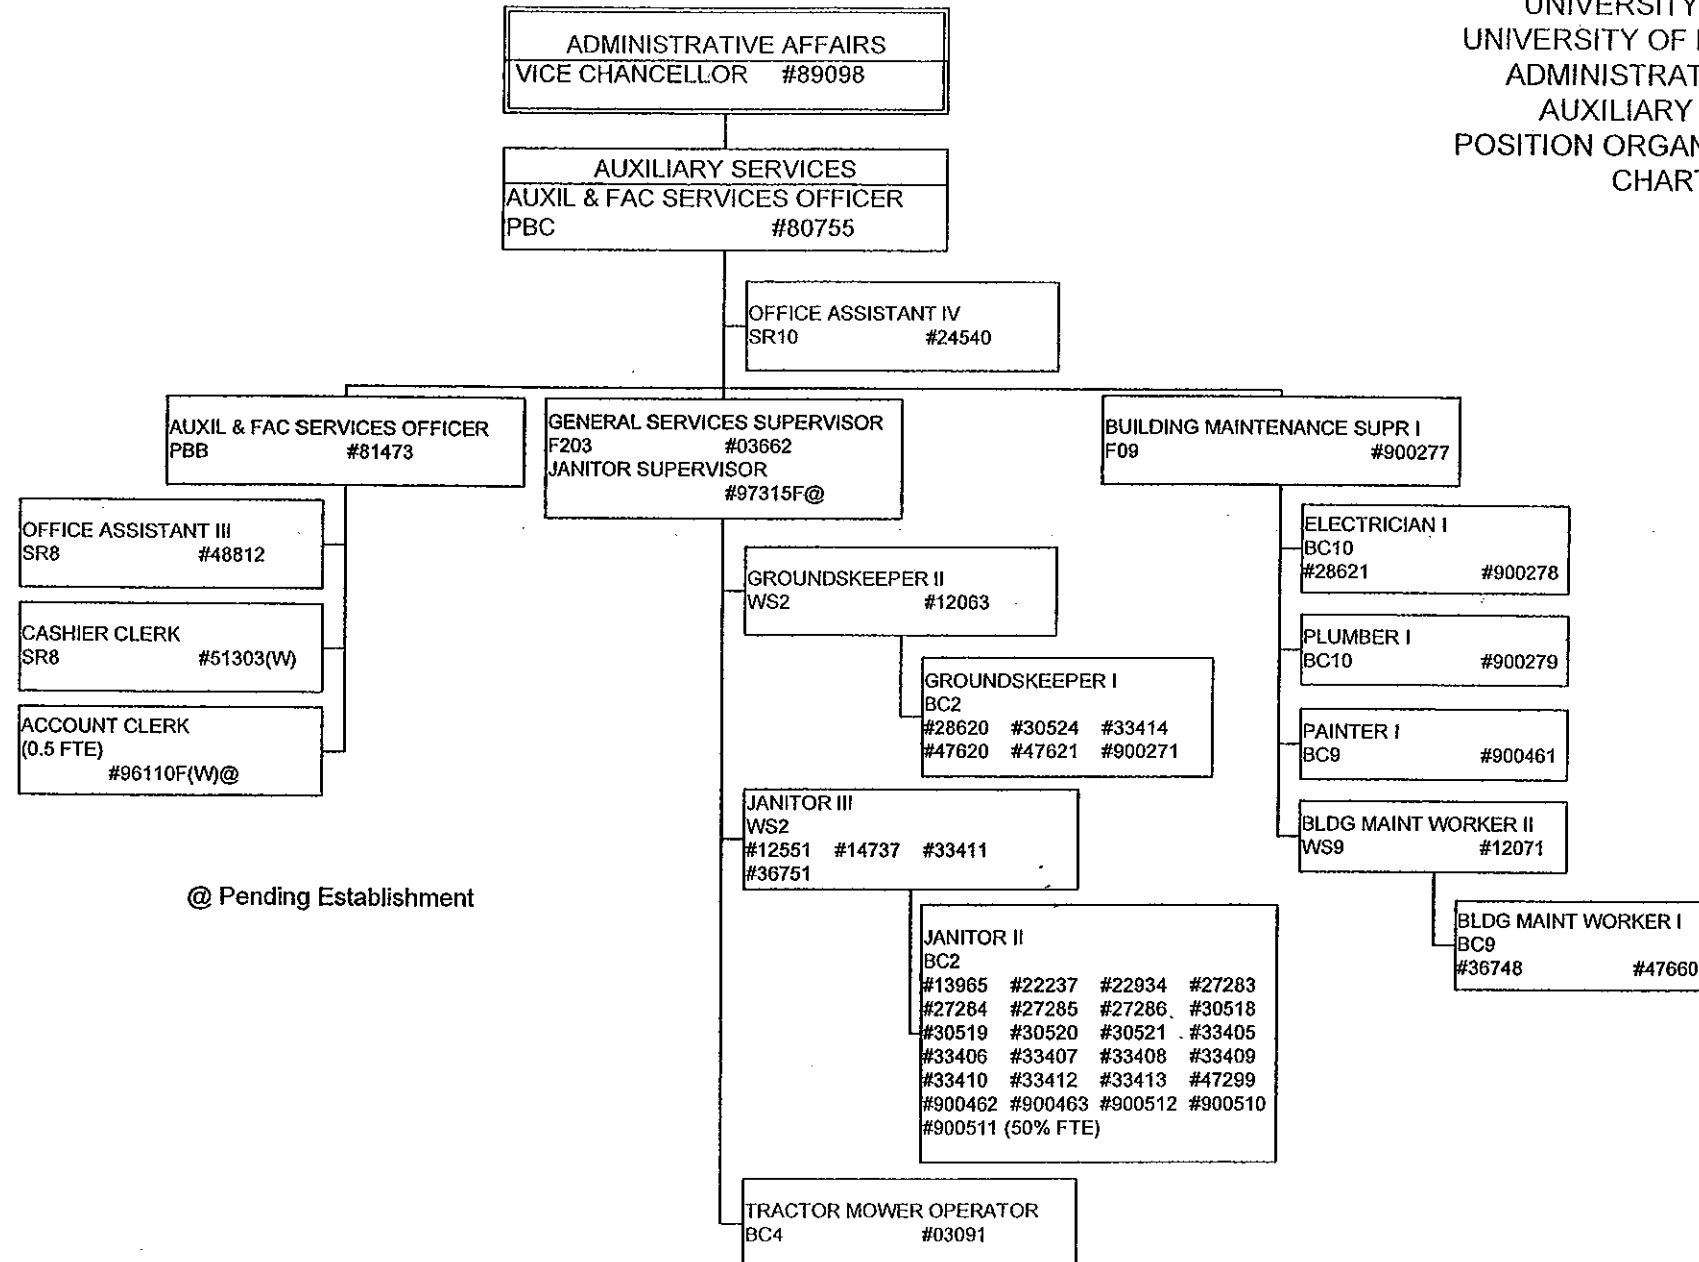 UNIVERSITY
UNIVERSITY OF
ADMINISTRAT
AUXILIARY
POSITION ORGAN
CHART
ADMINISTRATIVE AFFAIRS
VICE CHANCELLOR #89098
AUXILIARY SERVICES
AUXIL & FAC SERVICES OFFICER
PBC #80755
OFFICE ASSISTANT IV
SR10 #24540
AUXIL & FAC SERVICES OFFICER
PBB #81473
OFFICE ASSISTANT III
SR8 #48812
CASHIER CLERK
SR8 #51303(W)
ACCOUNT CLERK
(0.5 FTE)
#96110F(W)@
GENERAL SERVICES SUPERVISOR
F203 #03662
JANITOR SUPERVISOR
#97315F@
GROUNDSKEEPER II
WS2 #12063
GROUNDSKEEPER I
BC2
#28620 #30524 #33414
#47620 #47621 #900271
JANITOR III
WS2
#12551 #14737 #33411
#36751
JANITOR II
BC2
#13965 #22237 #22934 #27283
#27284 #27285 #27286 #30518
#30519 #30520 #30521 #33405
#33406 #33407 #33408 #33409
#33410 #33412 #33413 #47299
#900462 #900463 #900512 #900510
#900511 (50% FTE)
TRACTOR MOWER OPERATOR
BC4 #03091
BUILDING MAINTENANCE SUPR I
F09 #900277
ELECTRICIAN I
BC10
#28621 #900278
PLUMBER I
BC10 #900279
PAINTER I
BC9 #900461
BLDG MAINT WORKER II
WS9 #12071
BLDG MAINT WORKER I
BC9
#36748 #47660
@ Pending Establishment